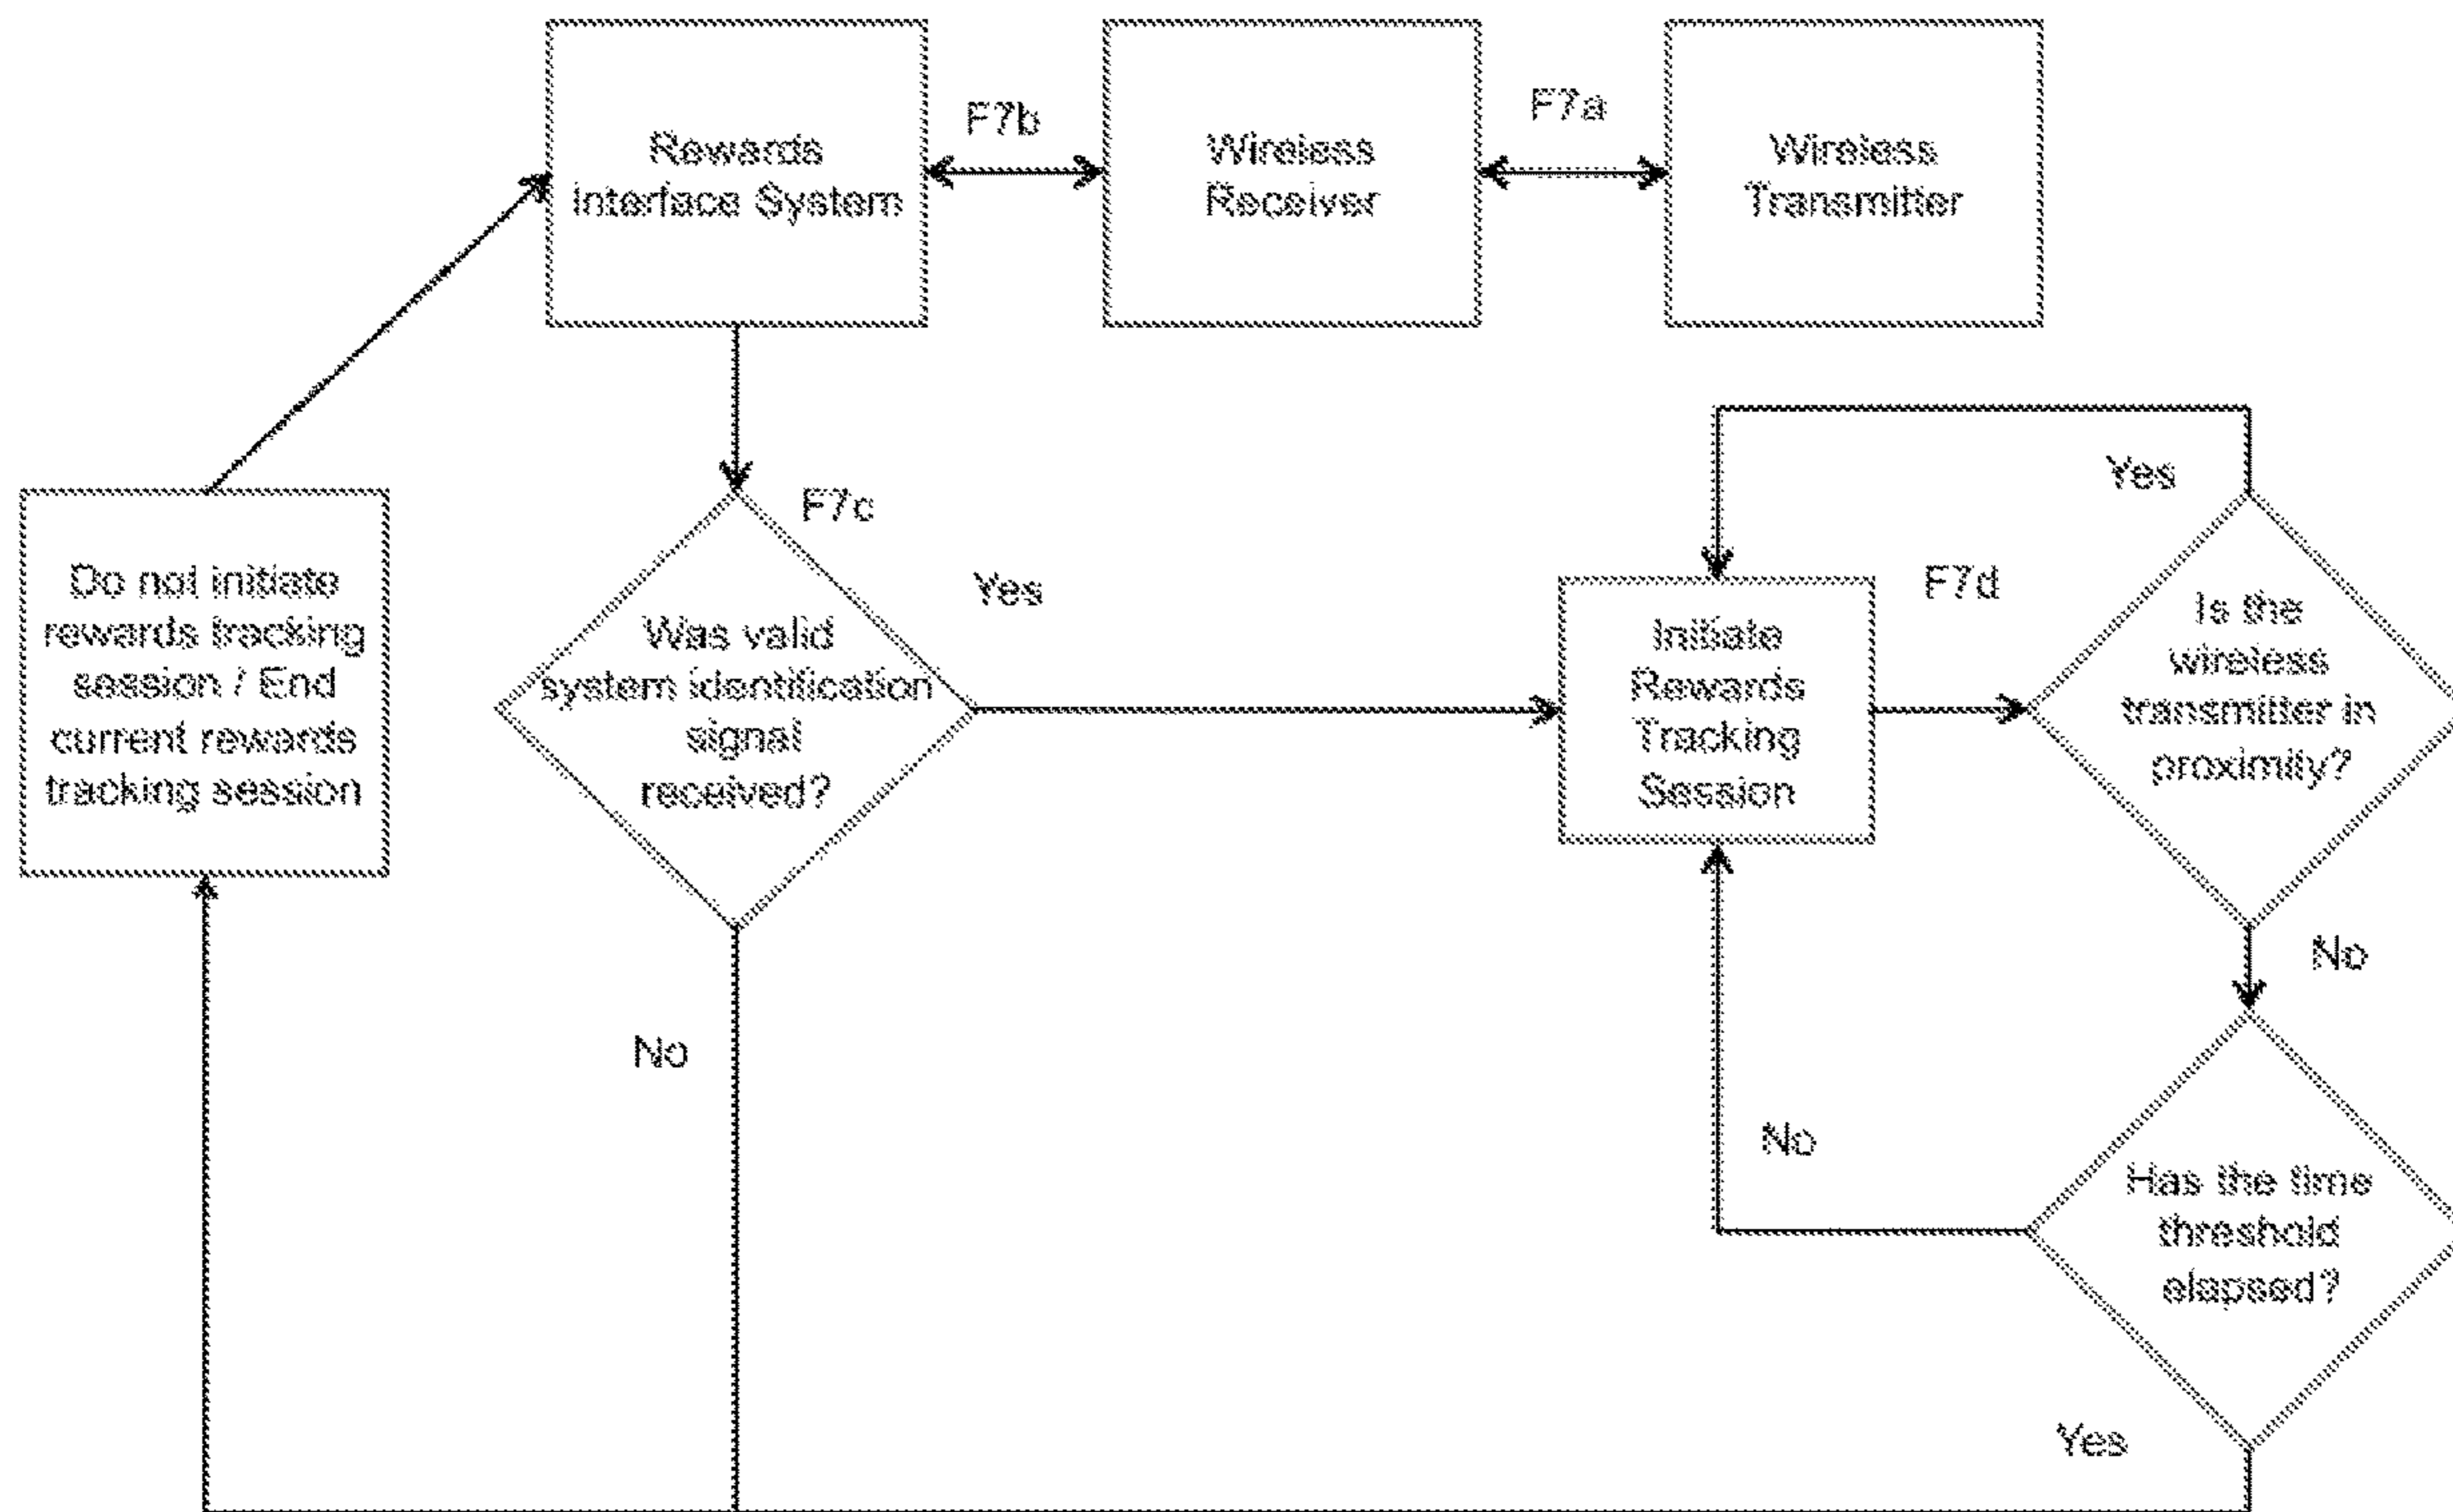 Rewards
Interface System
F7b
Wireless
Receiver
F7a
Wireless
Transmitter
Do not initiate
rewards tracking
session / End
current rewards
tracking session
F7c
Yes
Was valid
system identification
signal
received?
No
Initiate
Rewards
Tracking
Session
F7d
Yes
Is the
wireless
transmitter in
proximity?
No
No
Has the time
threshold
elapsed?
Yes